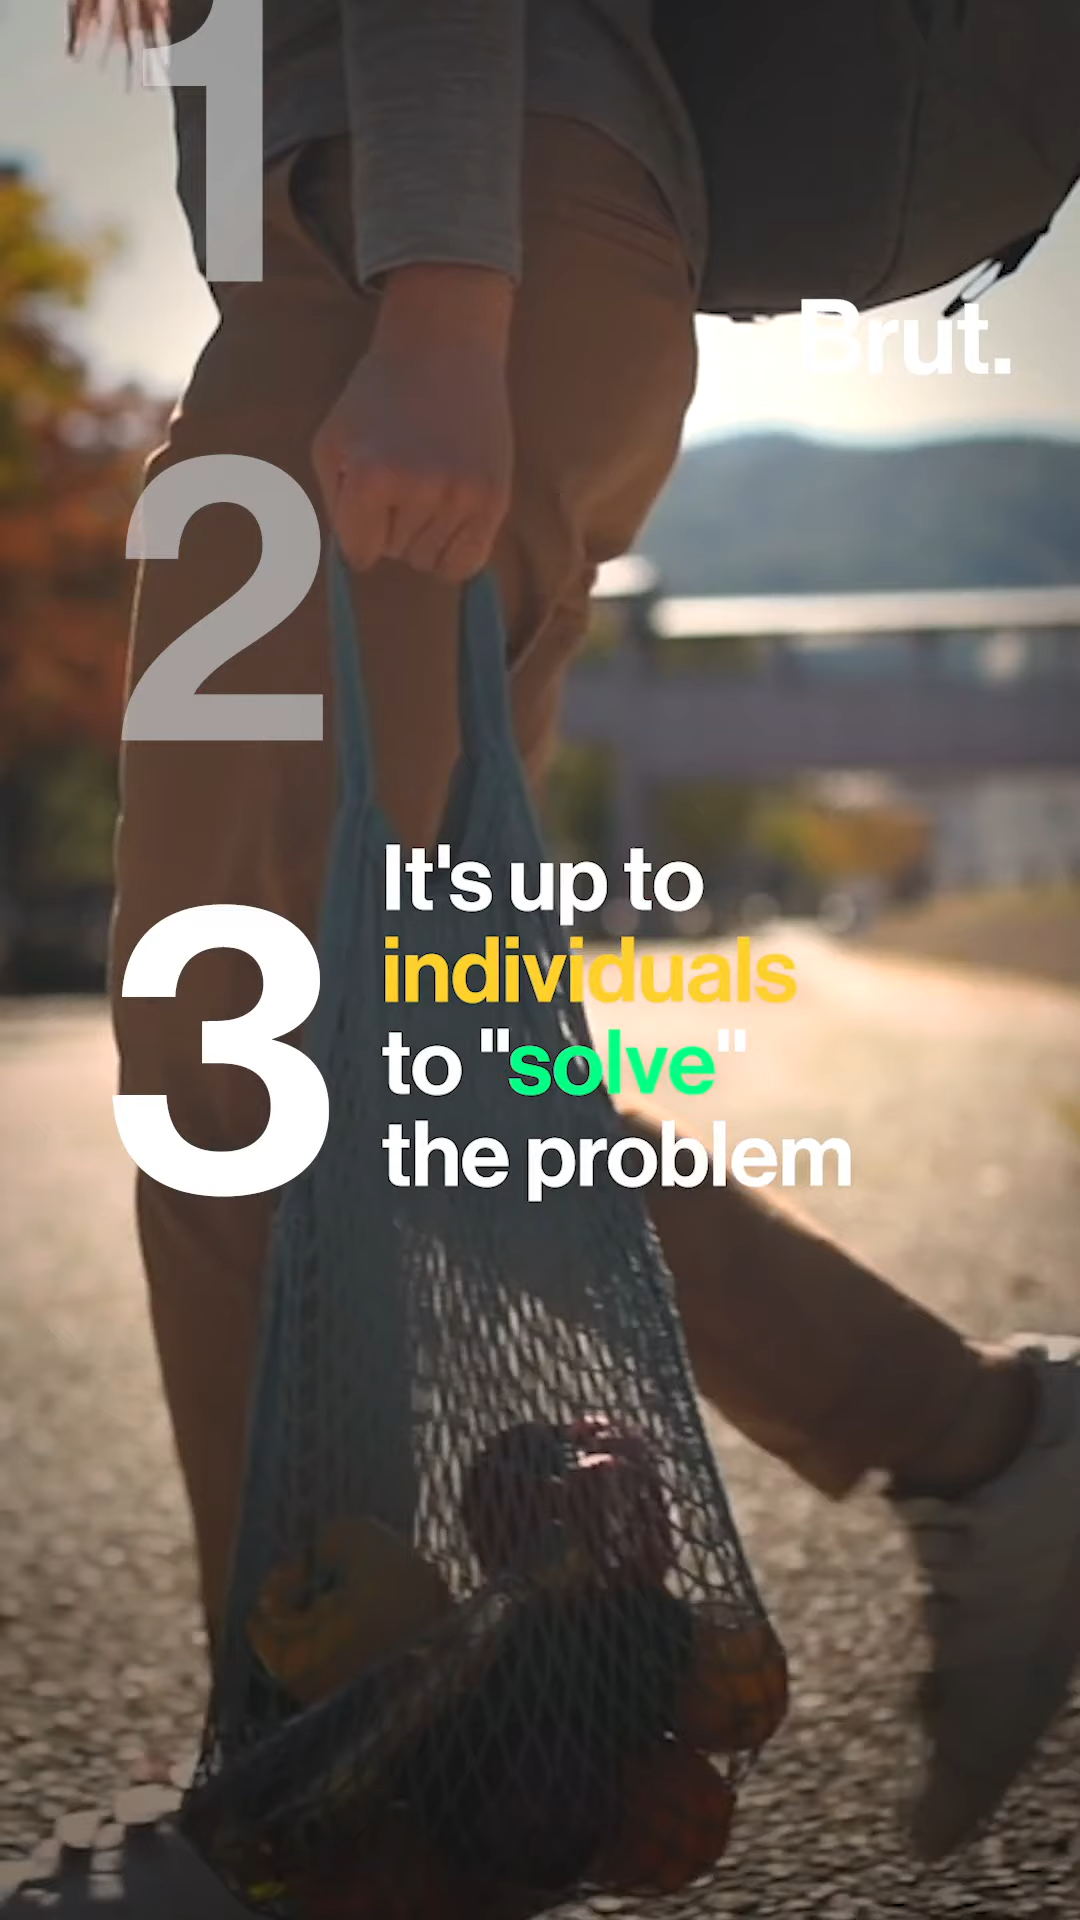 1
Brut.
2
3
It's up to
individuals
to "solve"
the problem